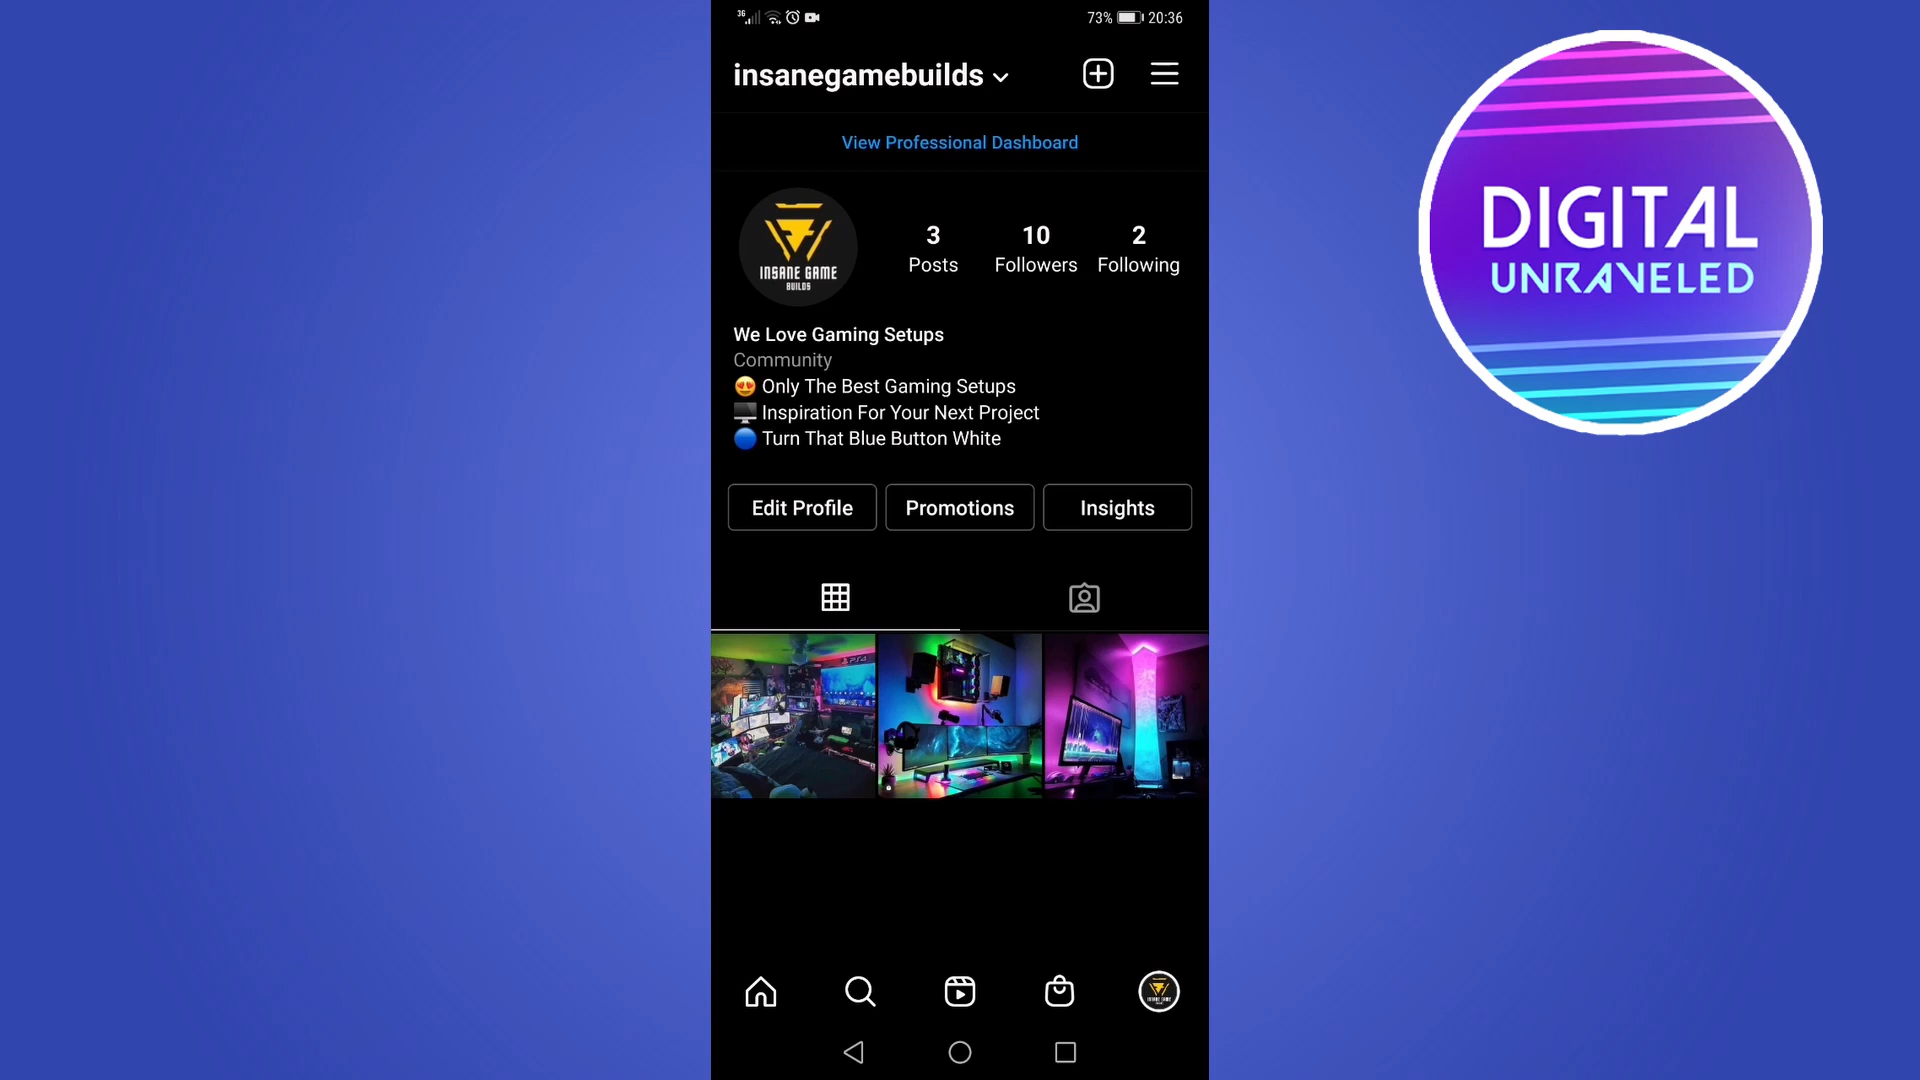 3G
73% 20:36
insanegamebuilds
View Professional Dashboard
INSANE GAME
BUILDS
3 10 2
Posts Followers Following
We Love Gaming Setups
Community
Only The Best Gaming Setups
Inspiration For Your Next Project
Turn That Blue Button White
Edit Profile Promotions Insights
PS4
DIGITAL
UNRAVELED